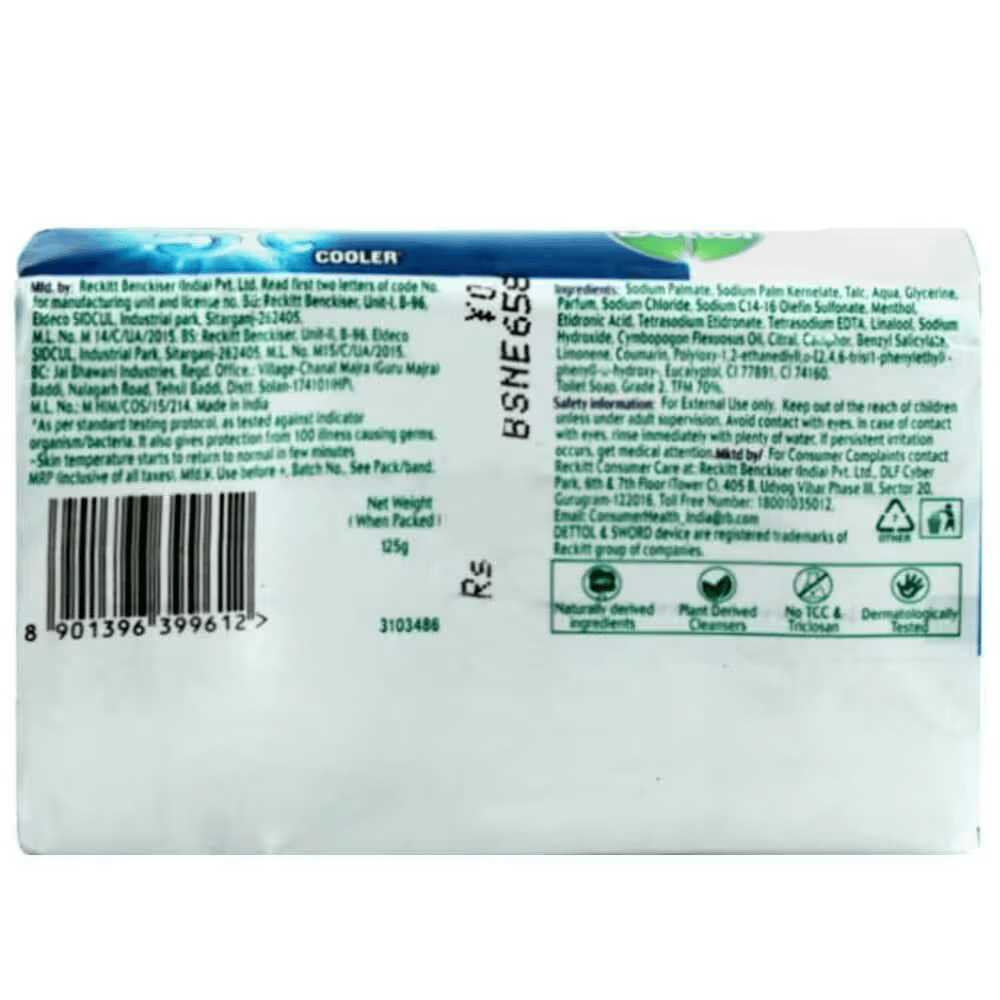 COOLER
Dettol
Mfd. by: Reckitt Benckiser (India) Pvt. Ltd. Read first two letters of code No.
for manufacturing unit and license no. Reckitt Benckiser, Unit-I, B-96,
Eldeco SIDCUL, Industrial park, Sitarganj-262405.
M.L. No. M 14/C/UA/2015. BS: Reckitt Benckiser, Unit-II, B-96, Eldeco
SIDCUL, Industrial Park, Sitarganj-262405. M.L. No. M15/C/UA/2015.
BC: Jai Bhawani Industries, Regd. Office.: Village-Chanal Majra (Guru Majra)
Baddi, Nalagarh Road, Tehsil Baddi, Distt. Solan-174101(HP).
M.L. No.: M HIM/COS/15/214. Made in India
*As per standard testing protocol, as tested against indicator
organism/bacteria. It also gives protection from 100 illness causing germs.
~Skin temperature starts to return to normal in few minutes
MRP (inclusive of all taxes). Mfd.: Use before +, Batch No., See Pack/band.
8 901396 399612 >
Net Weight
(When Packed)
125g
3103486
BSNE658
Rs
Ingredients: Sodium Palmate, Sodium Palm Kernelate, Talc, Aqua, Glycerine,
Parfum, Sodium Chloride, Sodium C14-16 Olefin Sulfonate, Menthol,
Etidronic Acid, Tetrasodium Etidronate, Tetrasodium EDTA, Linalool, Sodium
Hydroxide, Cymbopogon Flexuosus Oil, Citral, Camphor, Benzyl Salicylate,
Limonene, Coumarin,
Eucalyptol, CI 77891, CI 74160.
Toilet Soap, Grade 2, TFM 70%.
Safety information: For External Use only. Keep out of the reach of children
unless under adult supervision. Avoid contact with eyes. In case of contact
with eyes, rinse immediately with plenty of water. If persistent irritation
occurs, get medical attention. Mktd by/ For Consumer Complaints contact
Reckitt Consumer Care at: Reckitt Benckiser (India) Pvt. Ltd., DLF Cyber
Park, 6th & 7th Floor (Tower C), 405 B, Udyog Vihar Phase III, Sector 20,
Gurugram-122016. Toll Free Number: 18001035012.
Email: ConsumerHealth_India@rb.com
DETTOL & SWORD device are registered trademarks of
Reckitt group of companies.
7
OTHER
Naturally derived
ingredients
Plant Derived
Cleansers
No TCC &
Triclosan
Dermatologically
Tested